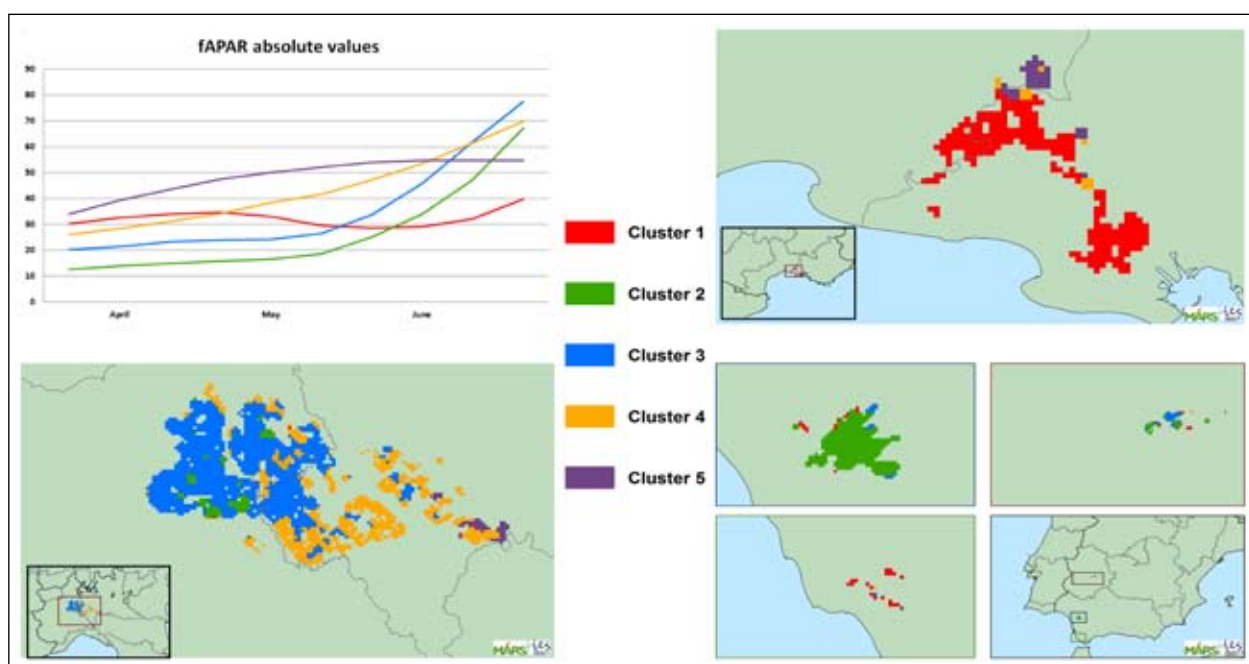 fAPAR absolute values
90
80
70
60
50
40
30
20
10
0
April
May
June
Cluster 1
Cluster 2
Cluster 3
Cluster 4
Cluster 5
MARS
MARS
MARS